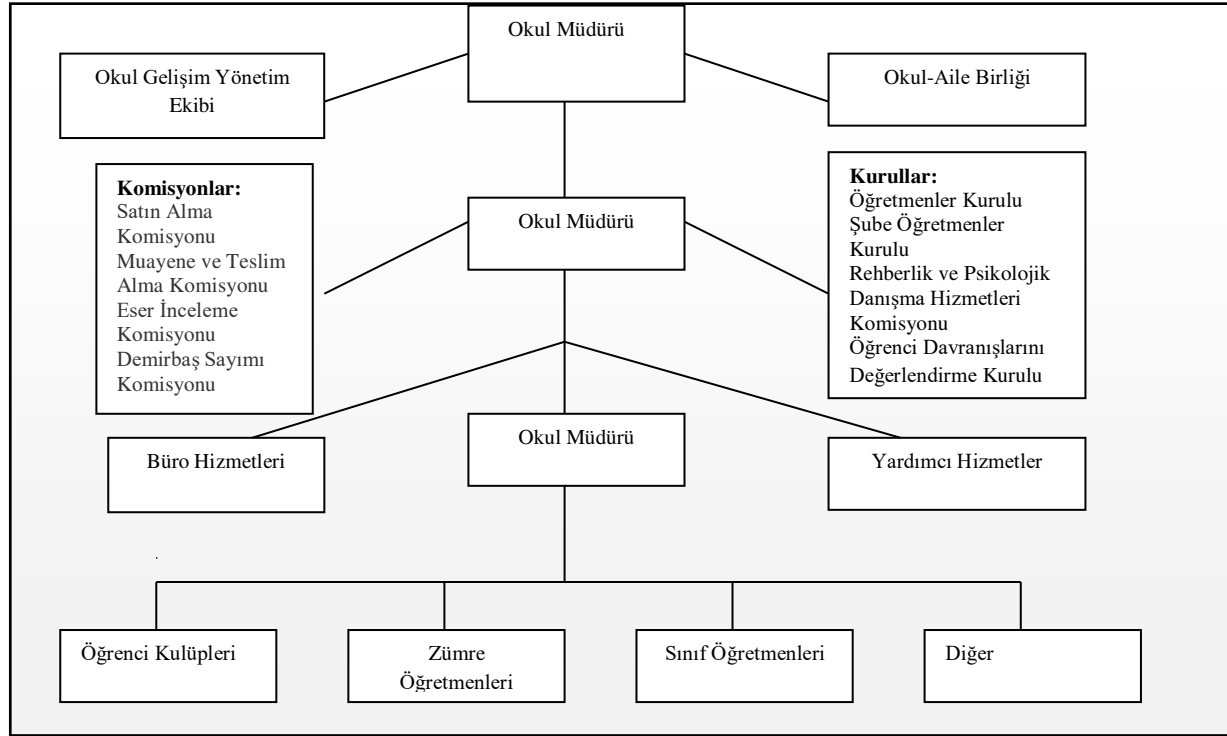 Okul Müdürü
Okul Gelişim Yönetim
Ekibi
Okul-Aile Birliği
Komisyonlar:
Satın Alma
Komisyonu
Muayene ve Teslim
Alma Komisyonu
Eser İnceleme
Komisyonu
Demirbaş Sayımı
Komisyonu
Okul Müdürü
Kurullar:
Öğretmenler Kurulu
Şube Öğretmenler
Kurulu
Rehberlik ve Psikolojik
Danışma Hizmetleri
Komisyonu
Öğrenci Davranışlarını
Değerlendirme Kurulu
Büro Hizmetleri
Okul Müdürü
Yardımcı Hizmetler
Öğrenci Kulüpleri
Zümre
Öğretmenleri
Sınıf Öğretmenleri
Diğer